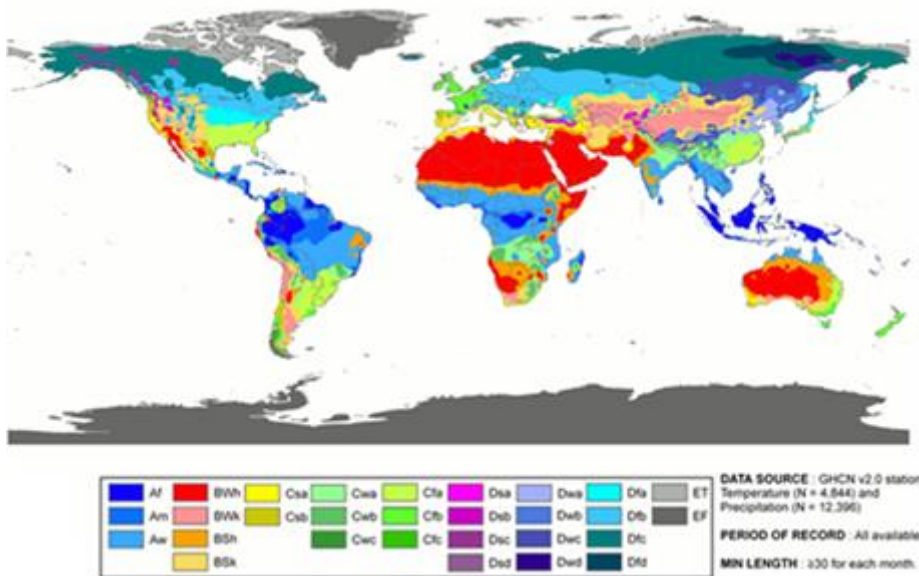 Af BWh Csa Cwa Cfa Dsa Dwa Dfa ET
Am BWk Csb Cwb Cfb Dsb Dwb Dfb EF
Aw BSh Cwc Cfc Dsc Dwc Dfc
BSk Dsd Dwd Dfd
DATA SOURCE : GHCN v2.0 station
Temperature (N = 4,844) and
Precipitation (N = 12,396)
PERIOD OF RECORD : All available
MIN LENGTH : ≥30 for each month.